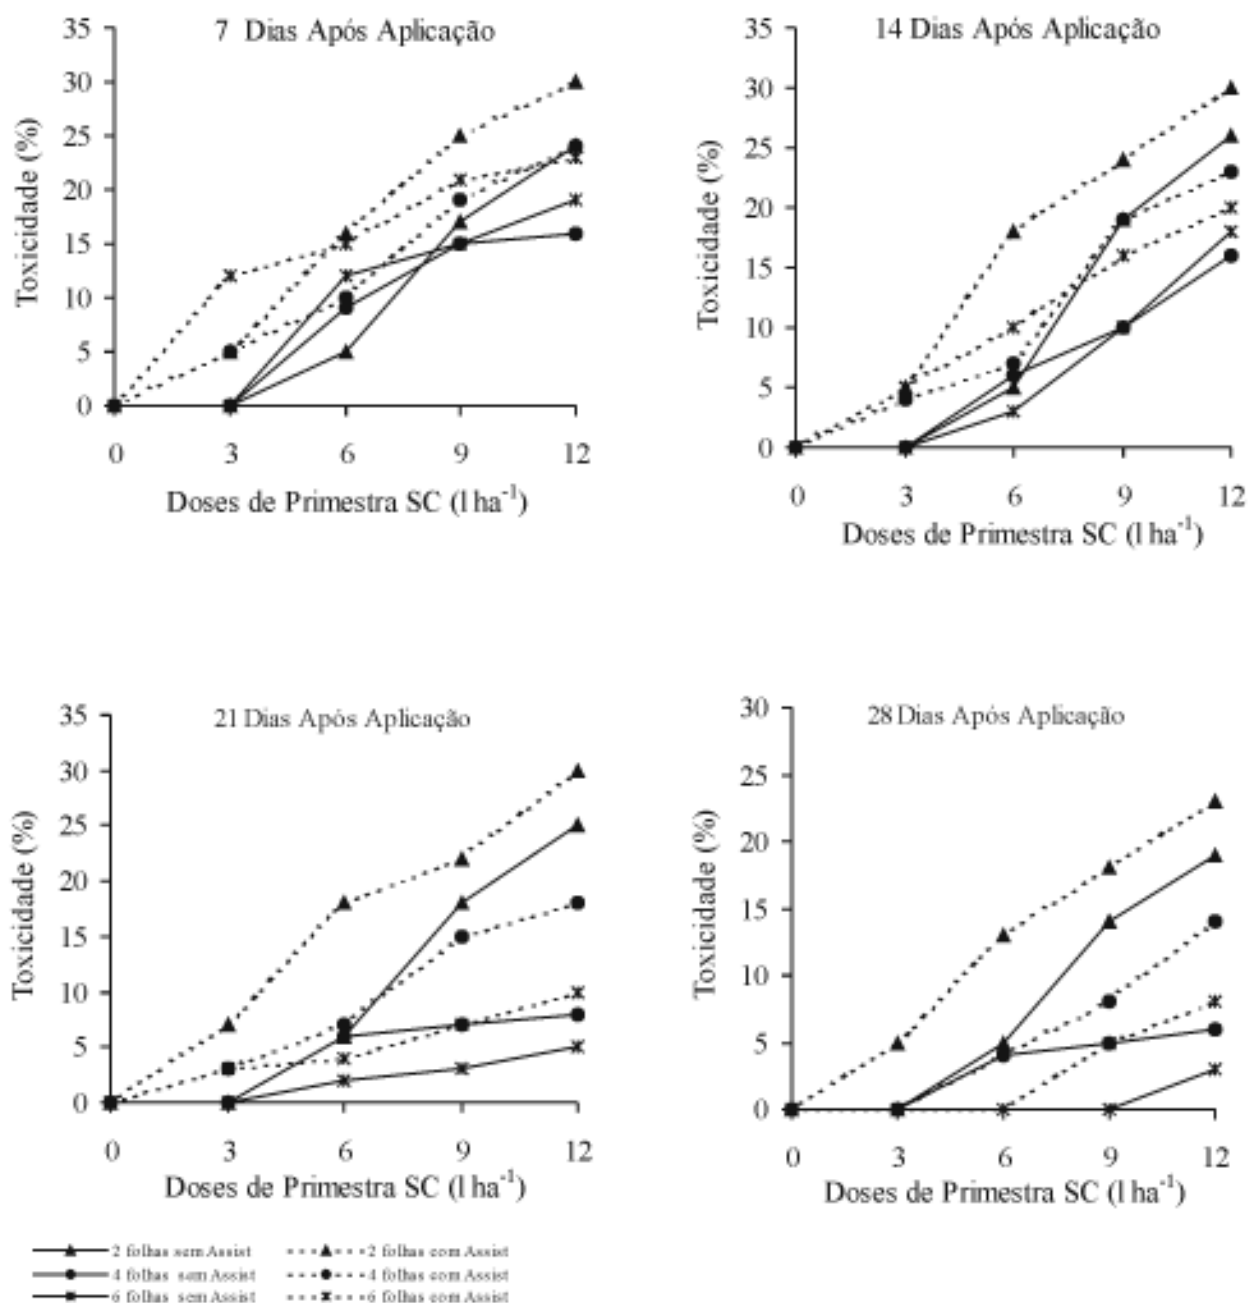 7 Dias Após Aplicação
35
30
25
20
15
10
5
0
Toxicidade (%)
0 3 6 9 12
Doses de Primestra SC (l ha-1)
14 Dias Após Aplicação
35
30
25
20
15
10
5
0
Toxicidade (%)
0 3 6 9 12
Doses de Primestra SC (l ha-1)
21 Dias Após Aplicação
35
30
25
20
15
10
5
0
Toxicidade (%)
0 3 6 9 12
Doses de Primestra SC (l ha-1)
28 Dias Após Aplicação
30
25
20
15
10
5
0
Toxicidade (%)
0 3 6 9 12
Doses de Primestra SC (l ha-1)
2 folhas sem Assist 2 folhas com Assist
4 folhas sem Assist 4 folhas com Assist
6 folhas sem Assist 6 folhas com Assist